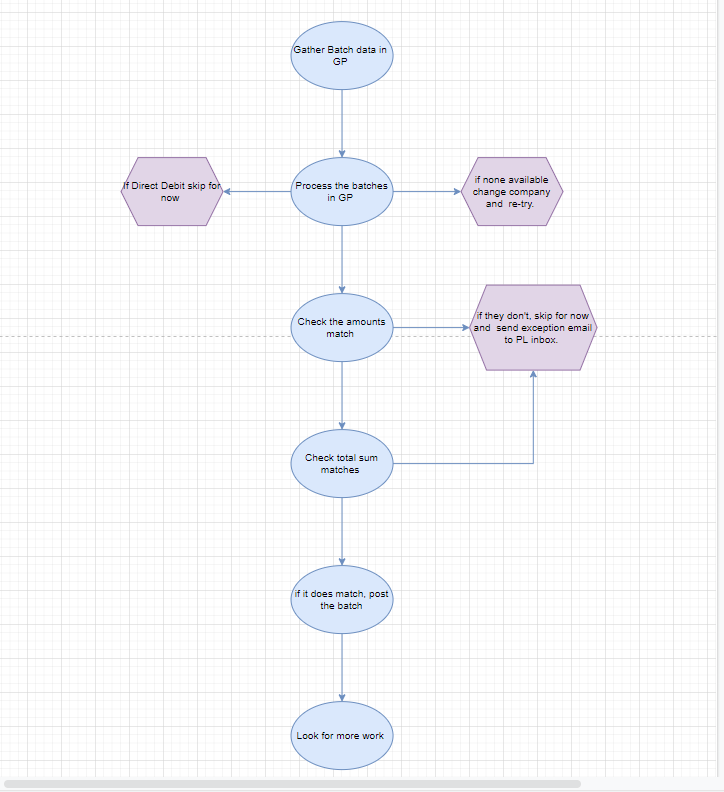 Gather Batch data in
GP
If Direct Debit skip for
now
Process the batches
in GP
if none available
change company
and re-try.
Check the amounts
match
if they don't, skip for now
and send exception email
to PL inbox.
Check total sum
matches
if it does match, post
the batch
Look for more work